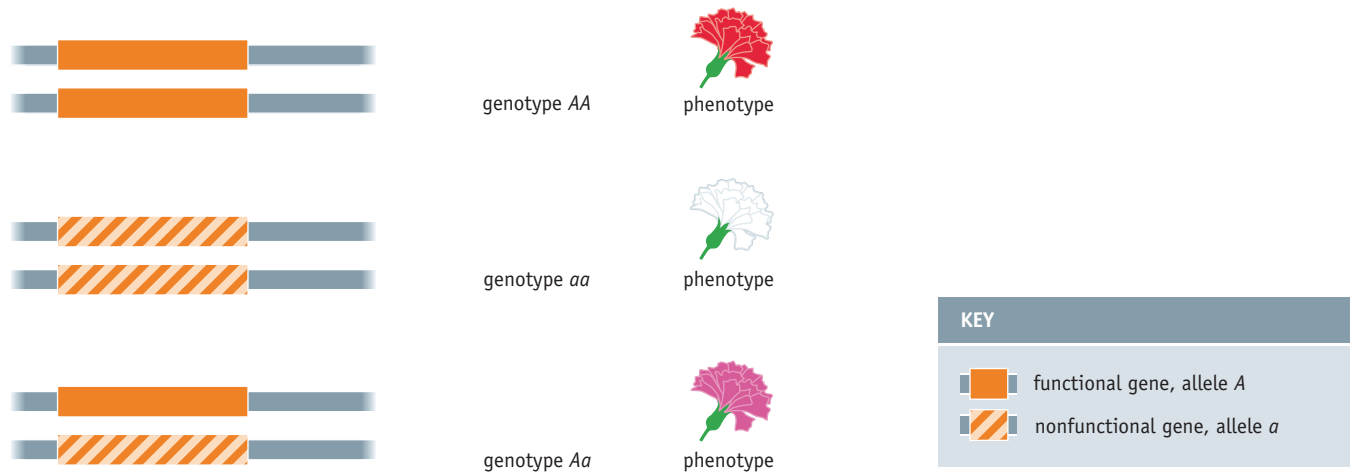 genotype AA
phenotype
genotype aa
phenotype
KEY
functional gene, allele A
nonfunctional gene, allele a
genotype Aa
phenotype